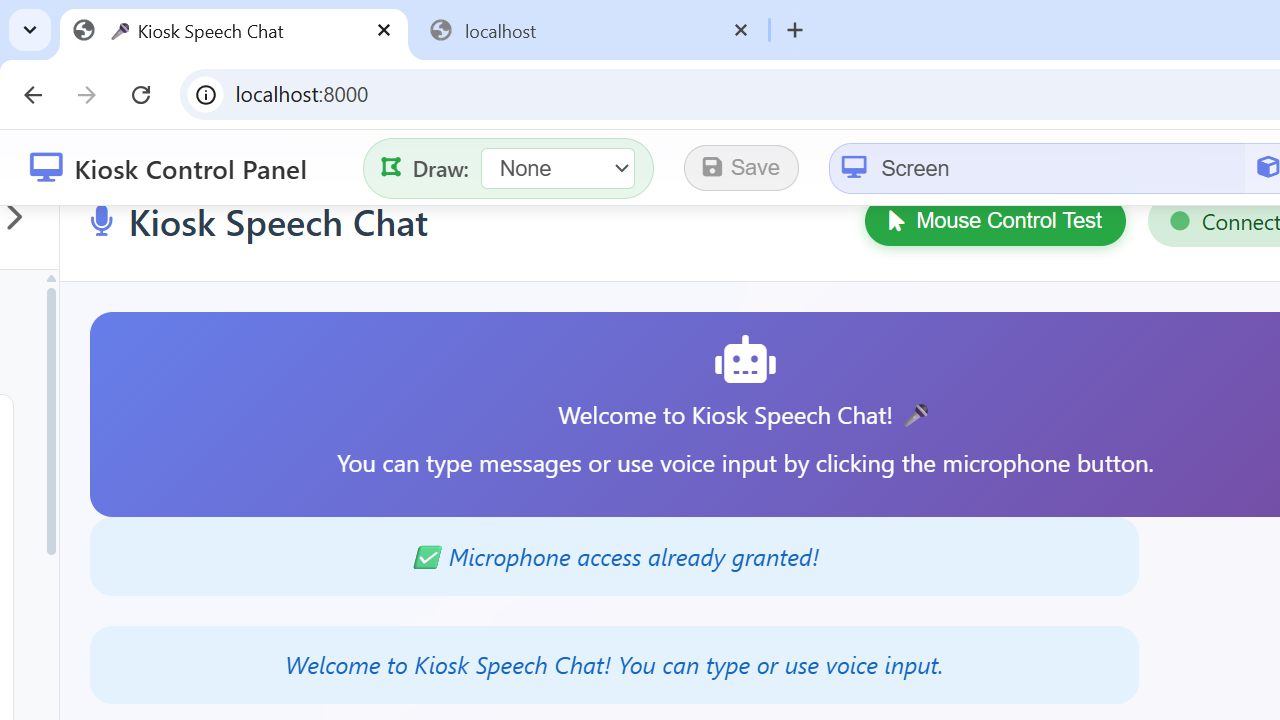 Kiosk Speech Chat
localhost
localhost:8000
Kiosk Control Panel
Draw:
None
Save
Screen
Kiosk Speech Chat
Mouse Control Test
Connect
Welcome to Kiosk Speech Chat!
You can type messages or use voice input by clicking the microphone button.
Microphone access already granted!
Welcome to Kiosk Speech Chat! You can type or use voice input.